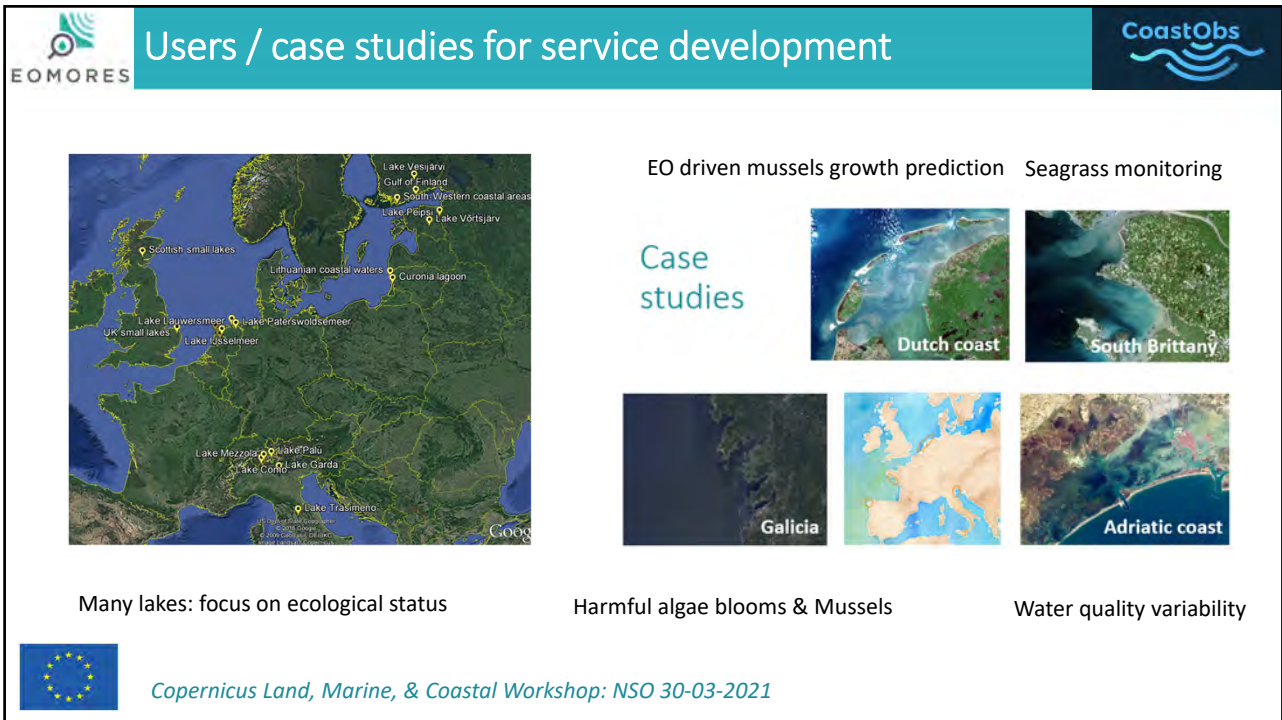 EOMORES
Users / case studies for service development
CoastObs
Lake Vesijärvi
Gulf of Finland
South-Western coastal areas
Lake Peipsi
Lake Võrtsjärv
Scottish small lakes
Lithuanian coastal waters
Curonia lagoon
Lake Lauwersmeer
Lake Paterswoldsemeer
UK small lakes
Lake IJsselmeer
Lake Mezzola
Lake Palù
Lake Como
Lake Garda
Lake Trasimeno
Goog
Many lakes: focus on ecological status
EO driven mussels growth prediction
Seagrass monitoring
Case
studies
Dutch coast
3
South Brittany
Galicia
Adriatic coast
Harmful algae blooms & Mussels
Water quality variability
Copernicus Land, Marine, & Coastal Workshop: NSO 30-03-2021